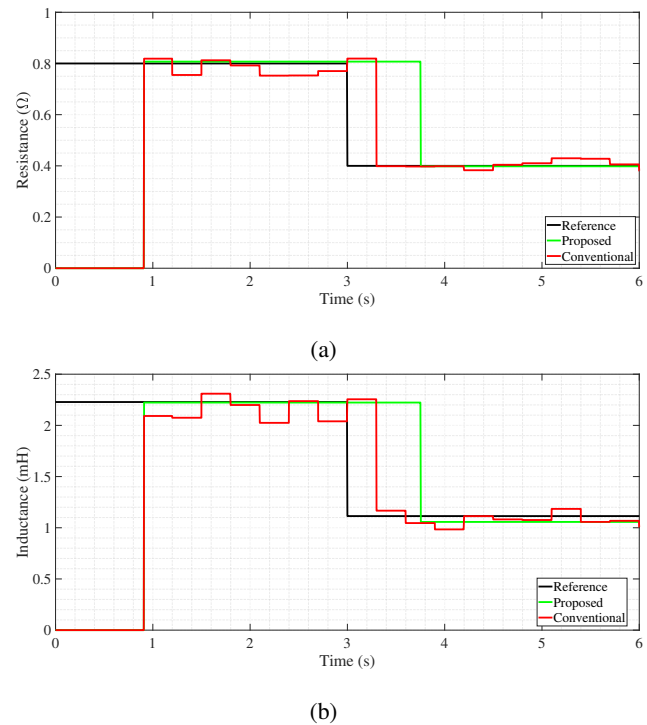 1
0.8
0.6
0.4
0.2
0
Resistance (Ω)
0 1 2 3 4 5 6
Time (s)
Reference
Proposed
Conventional
(a)
2.5
2
1.5
1
0.5
0
Inductance (mH)
0 1 2 3 4 5 6
Time (s)
Reference
Proposed
Conventional
(b)